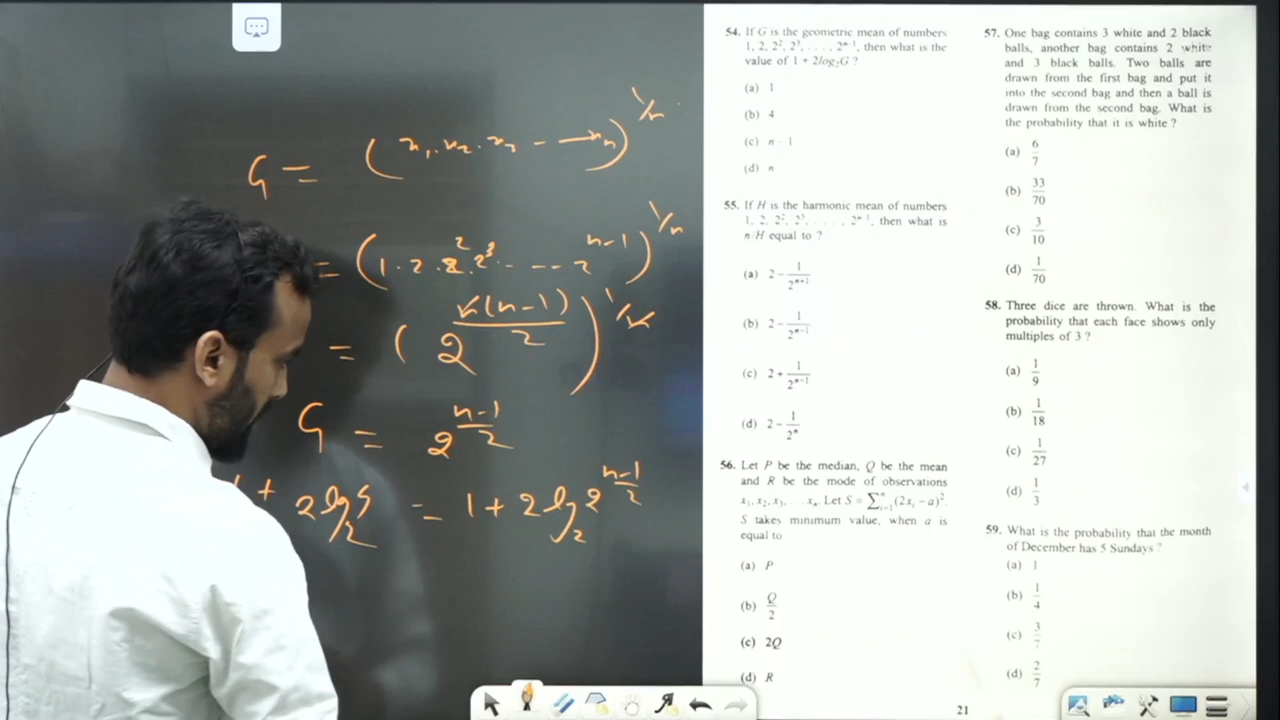 G = (x₁.x₂.x₃ - - xₙ)^1/n
= (1.2.2².2³ - - - 2^n-1)^1/n
= (2^n(n-1)/2)^1/n
G = 2^n-1/2
1 + 2log₂G = 1 + 2log₂2^n-1/2
54. If G is the geometric mean of numbers
1, 2, 2², 2³, . . . , 2ⁿ⁻¹, then what is the
value of 1 + 2log₂G ?
(a) 1
(b) 4
(c) n - 1
(d) n
55. If H is the harmonic mean of numbers
1, 2, 2², 2³, . . . , 2ⁿ⁻¹, then what is
n/H equal to ?
(a) 2 - 1/2ⁿ⁺¹
(b) 2 - 1/2ⁿ⁻¹
(c) 2 + 1/2ⁿ⁻¹
(d) 2 - 1/2ⁿ
56. Let P be the median, Q be the mean
and R be the mode of observations
x₁, x₂, x₃, . . . xₙ. Let S = ∑ⁿᵢ₌₁ (2xᵢ - a)².
S takes minimum value, when a is
equal to
(a) P
(b) Q/2
(c) 2Q
(d) R
57. One bag contains 3 white and 2 black
balls, another bag contains 2 white
and 3 black balls. Two balls are
drawn from the first bag and put it
into the second bag and then a ball is
drawn from the second bag. What is
the probability that it is white ?
(a) 6/7
(b) 33/70
(c) 3/10
(d) 1/70
58. Three dice are thrown. What is the
probability that each face shows only
multiples of 3 ?
(a) 1/9
(b) 1/18
(c) 1/27
(d) 1/3
59. What is the probability that the month
of December has 5 Sundays ?
(a) 1
(b) 1/4
(c) 3/7
(d) 2/7
21